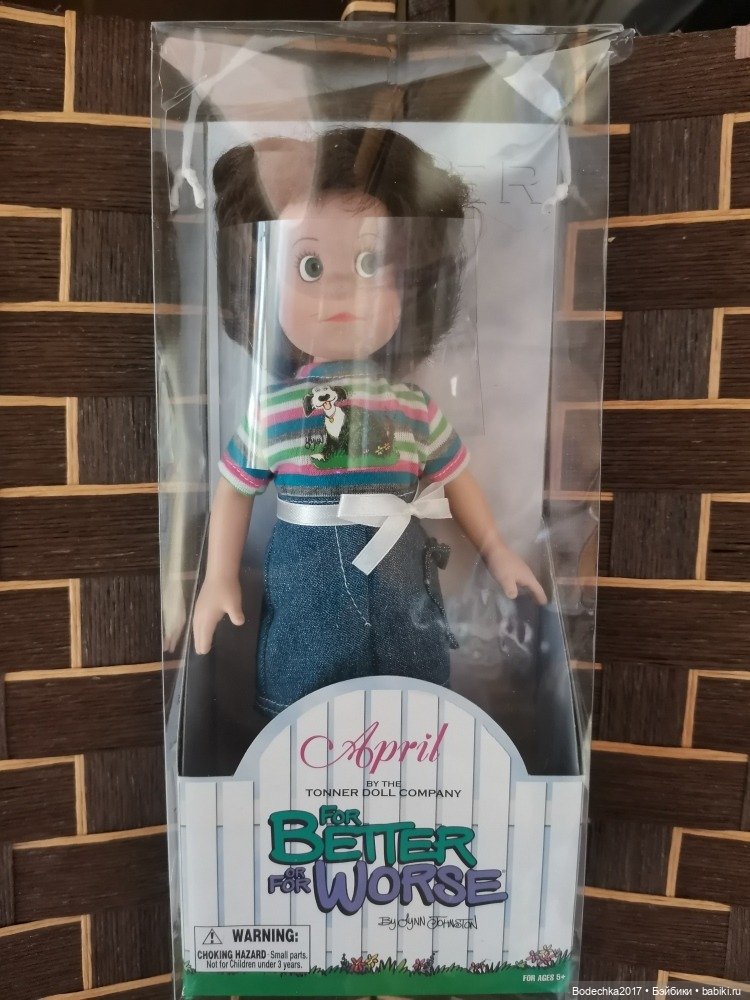 April
BY THE
TONNER DOLL COMPANY
FOR
BETTER
OR
FOR WORSE®
By LYNN JOHNSTON
WARNING:
CHOKING HAZARD - Small parts.
Not for Children under 3 years.
FOR AGES 5+
Bodechka2017 • Бэйбики • babiki.ru